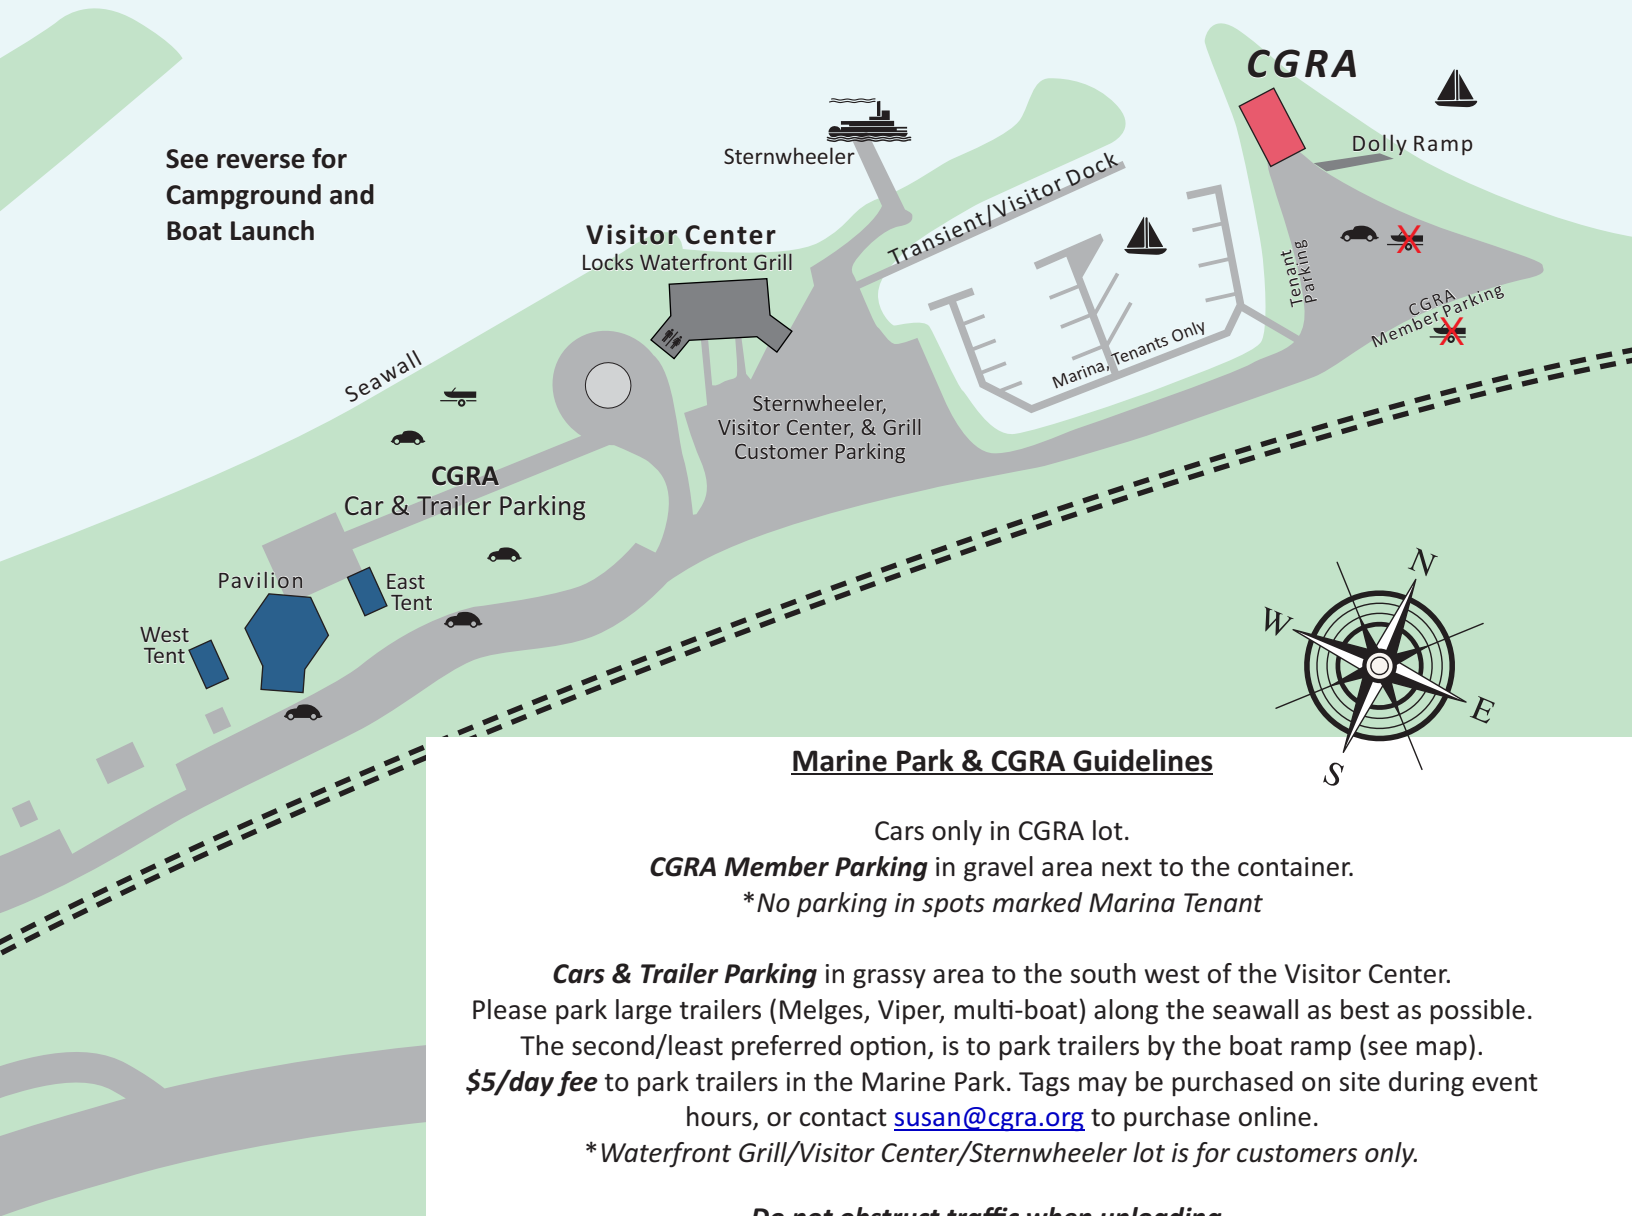 CGRA
Dolly Ramp
See reverse for
Campground and
Boat Launch
Sternwheeler
Transient/Visitor Dock
Visitor Center
Locks Waterfront Grill
Tenant
Parking
CGRA
Member Parking
Marina, Tenants Only
Seawall
Sternwheeler,
Visitor Center, & Grill
Customer Parking
CGRA
Car & Trailer Parking
Pavilion
East
Tent
West
Tent
N
W
E
S
Marine Park & CGRA Guidelines
Cars only in CGRA lot.
CGRA Member Parking in gravel area next to the container.
*No parking in spots marked Marina Tenant
Cars & Trailer Parking in grassy area to the south west of the Visitor Center.
Please park large trailers (Melges, Viper, multi-boat) along the seawall as best as possible.
The second/least preferred option, is to park trailers by the boat ramp (see map).
$5/day fee to park trailers in the Marine Park. Tags may be purchased on site during event
hours, or contact susan@cgra.org to purchase online.
*Waterfront Grill/Visitor Center/Sternwheeler lot is for customers only.
Do not obstruct traffic when unloading